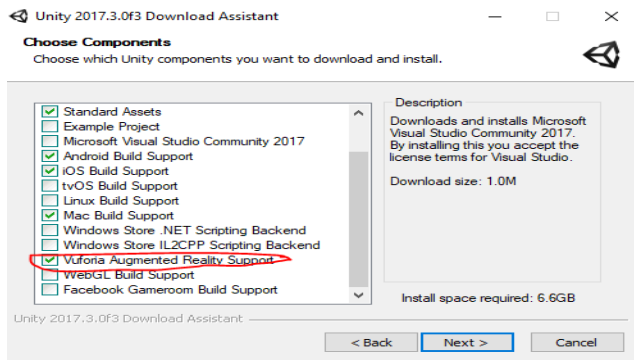 Unity 2017.3.0f3 Download Assistant
Choose Components
Choose which Unity components you want to download and install.
Standard Assets
Example Project
Microsoft Visual Studio Community 2017
Android Build Support
iOS Build Support
tvOS Build Support
Linux Build Support
Mac Build Support
Windows Store .NET Scripting Backend
Windows Store IL2CPP Scripting Backend
Vuforia Augmented Reality Support
WebGL Build Support
Facebook Gameroom Build Support
Description
Downloads and installs Microsoft
Visual Studio Community 2017.
By installing this you accept the
license terms for Visual Studio.
Download size: 1.0M
Install space required: 6.6GB
Unity 2017.3.0f3 Download Assistant
< Back
Next >
Cancel